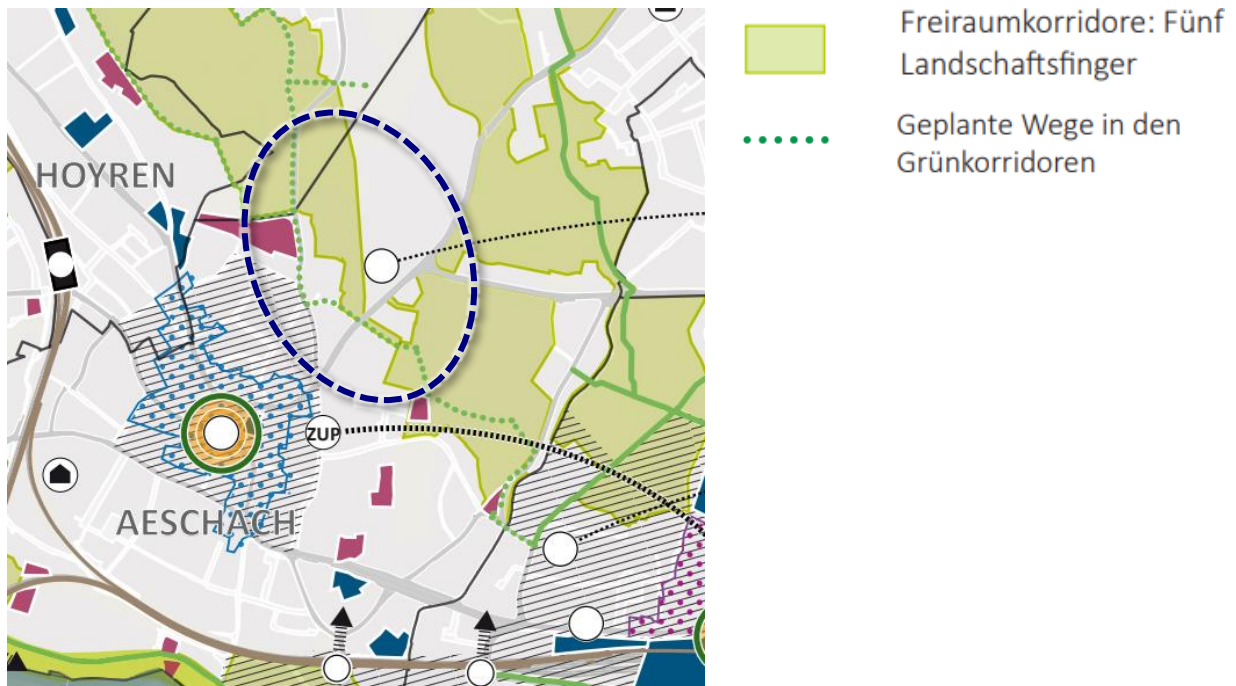 HOYREN
ZUP
AESCHACH
Freiraumkorridore: Fünf
Landschaftsfinger
Geplante Wege in den
Grünkorridoren